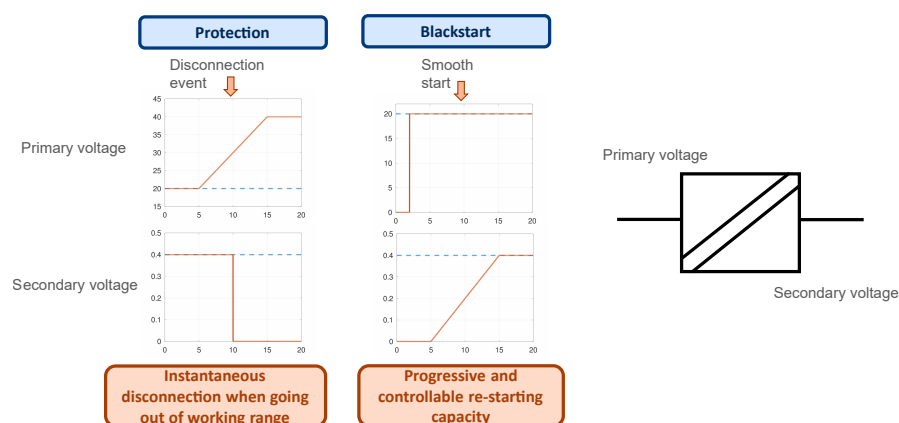 Protection
Blackstart
Disconnection
event
Smooth
start
Primary voltage
45
40
35
30
25
20
15
0 5 10 15 20
20
15
10
5
0
0 5 10 15 20
Secondary voltage
0.5
0.4
0.3
0.2
0.1
0
0 5 10 15 20
0.5
0.4
0.3
0.2
0.1
0
0 5 10 15 20
Instantaneous
disconnection when going
out of working range
Progressive and
controllable re-starting
capacity
Primary voltage
Secondary voltage